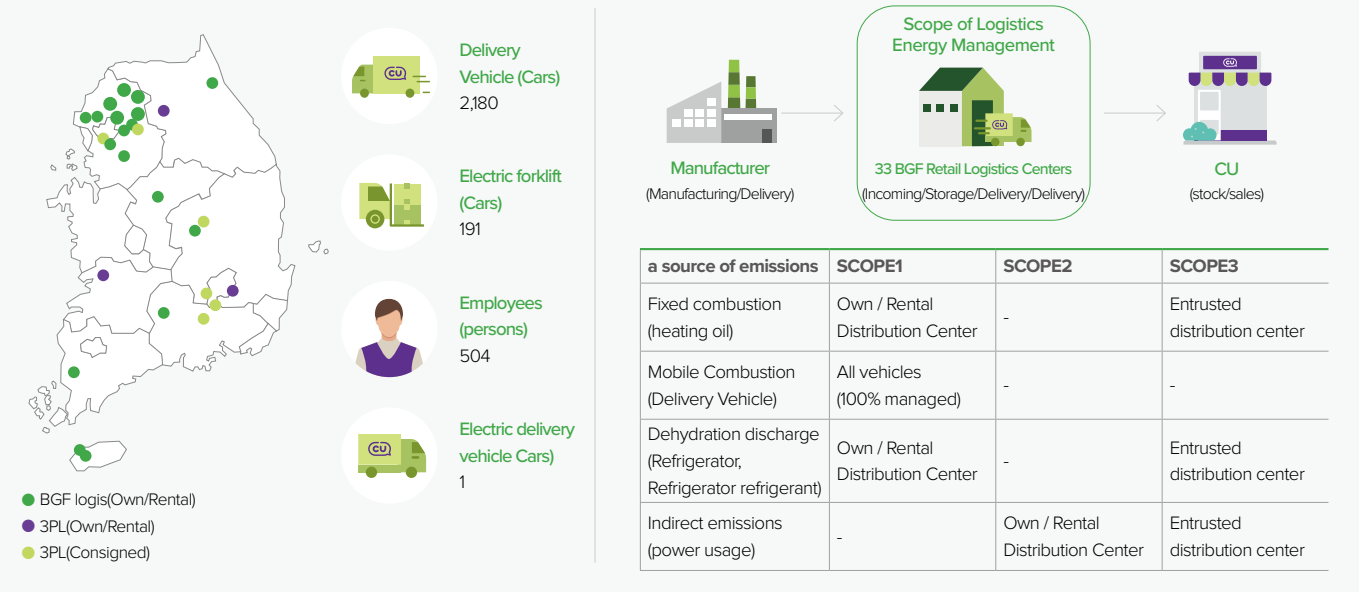 Delivery
Vehicle (Cars)
2,180
Electric forklift
(Cars)
191
Employees
(persons)
504
Electric delivery
vehicle Cars)
1
CU
CU
BGF logis(Own/Rental)
3PL(Own/Rental)
3PL(Consigned)
Scope of Logistics
Energy Management
CU
CU
Manufacturer
(Manufacturing/Delivery)
33 BGF Retail Logistics Centers
(Incoming/Storage/Delivery/Delivery)
CU
(stock/sales)
a source of emissions SCOPE1 SCOPE2 SCOPE3
Fixed combustion
(heating oil)
Own / Rental
Distribution Center
-
Entrusted
distribution center
Mobile Combustion
(Delivery Vehicle)
All vehicles
(100% managed)
-
-
Dehydration discharge
(Refrigerator,
Refrigerator refrigerant)
Own / Rental
Distribution Center
-
Entrusted
distribution center
Indirect emissions
(power usage)
-
Own / Rental
Distribution Center
Entrusted
distribution center